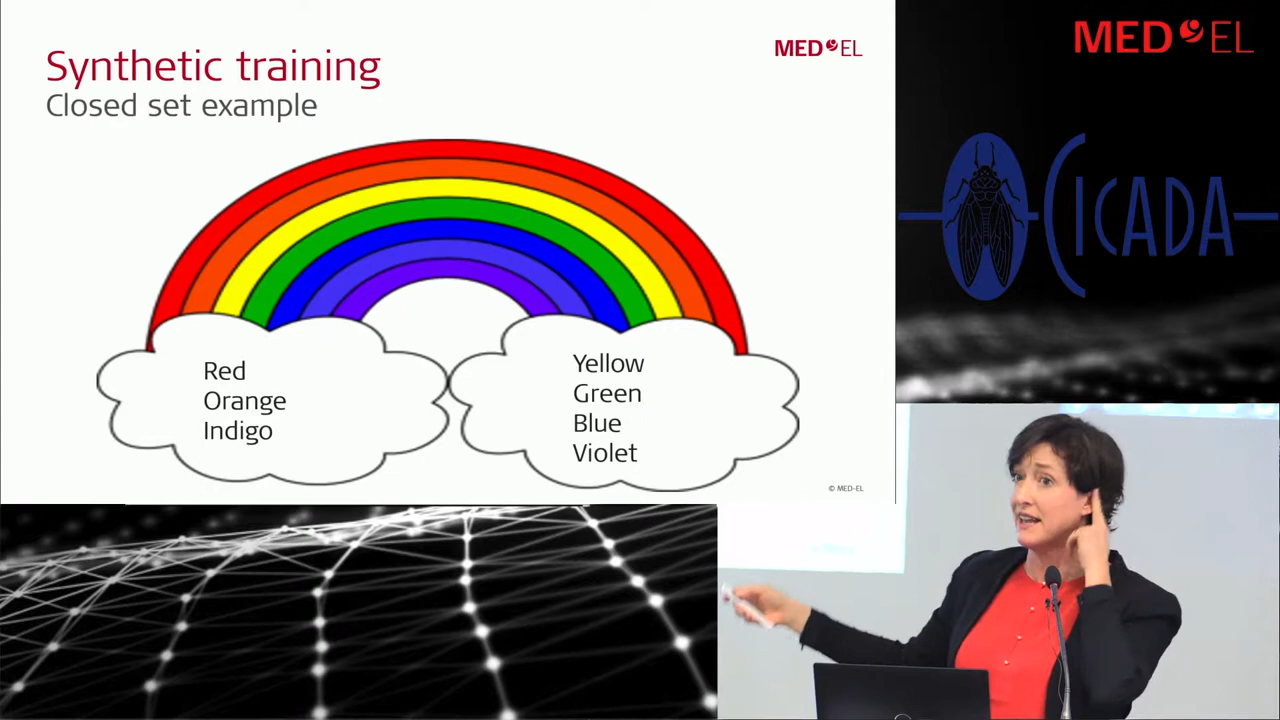 Synthetic training
Closed set example
MED EL
Red
Orange
Indigo
Yellow
Green
Blue
Violet
© MED-EL
MED EL
CICADA